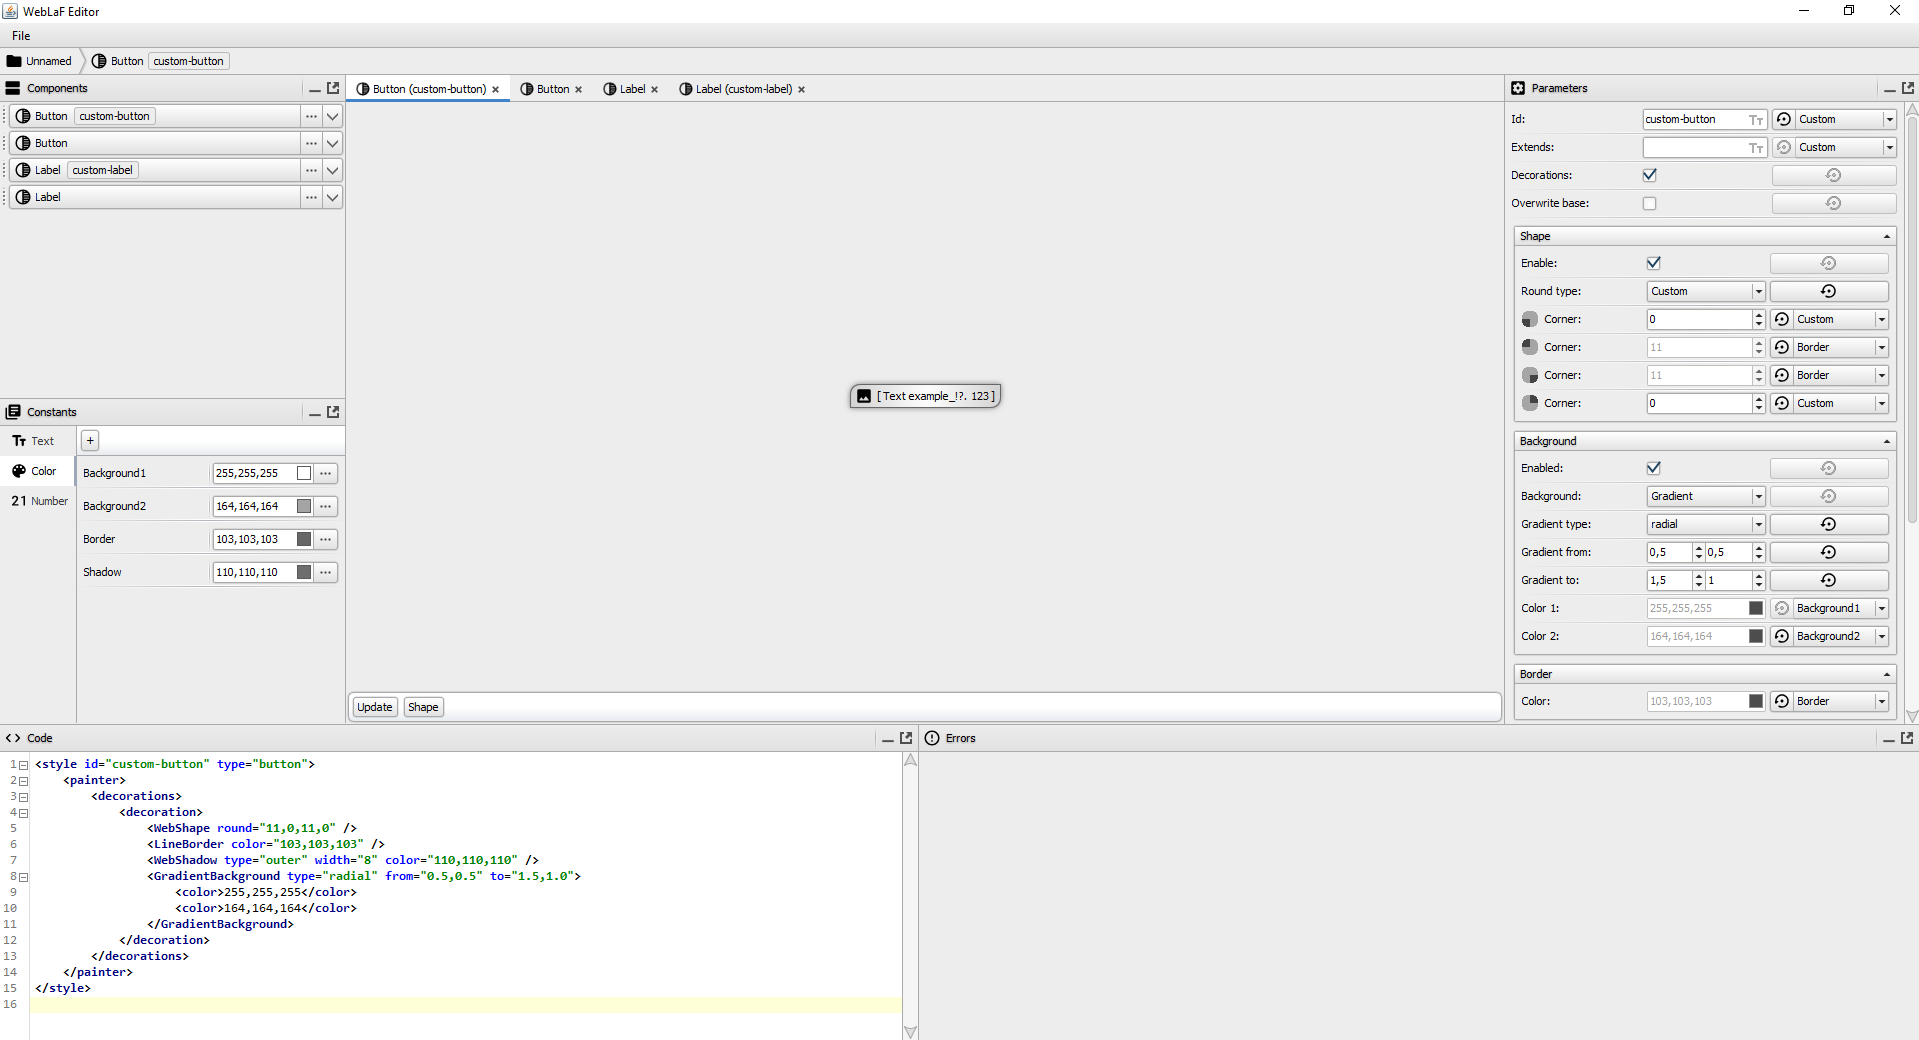 WebLaF Editor
File
Unnamed Button custom-button
Components
Button custom-button ...
Button ...
Label custom-label ...
Label ...
Constants
Text
Color
21 Number
+
Background1 255,255,255 ...
Background2 164,164,164 ...
Border 103,103,103 ...
Shadow 110,110,110 ...
Button (custom-button) × Button × Label × Label (custom-label) ×
[ Text example_!?. 123 ]
Update Shape
Parameters
Id: custom-button Custom
Extends: Custom
Decorations:
Overwrite base:
Shape
Enable:
Round type: Custom
Corner: 0 Custom
Corner: 11 Border
Corner: 11 Border
Corner: 0 Custom
Background
Enabled:
Background: Gradient
Gradient type: radial
Gradient from: 0,5 0,5
Gradient to: 1,5 1
Color 1: 255,255,255 Background1
Color 2: 164,164,164 Background2
Border
Color: 103,103,103 Border
<> Code
1 <style id="custom-button" type="button">
2 <painter>
3 <decorations>
4 <decoration>
5 <WebShape round="11,0,11,0" />
6 <LineBorder color="103,103,103" />
7 <WebShadow type="outer" width="8" color="110,110,110" />
8 <GradientBackground type="radial" from="0.5,0.5" to="1.5,1.0">
9 <color>255,255,255</color>
10 <color>164,164,164</color>
11 </GradientBackground>
12 </decoration>
13 </decorations>
14 </painter>
15 </style>
16
Errors